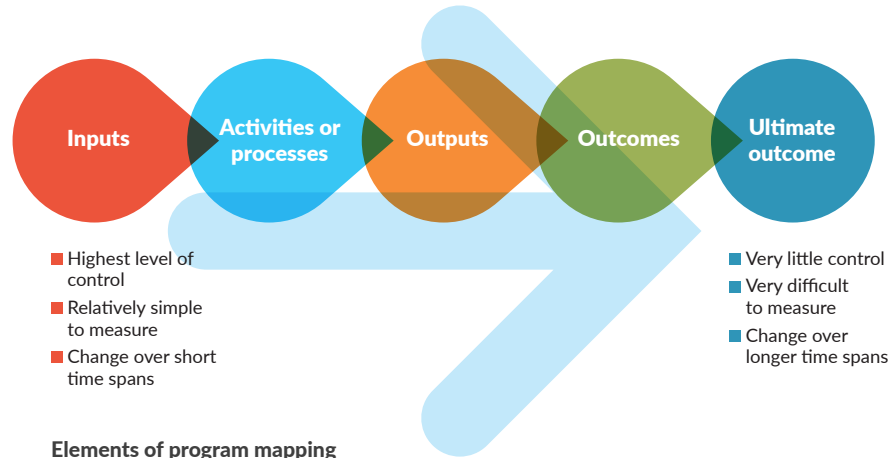 Inputs
Activities or
processes
Outputs
Outcomes
Ultimate
outcome
Highest level of
control
Relatively simple
to measure
Change over short
time spans
Very little control
Very difficult
to measure
Change over
longer time spans
Elements of program mapping